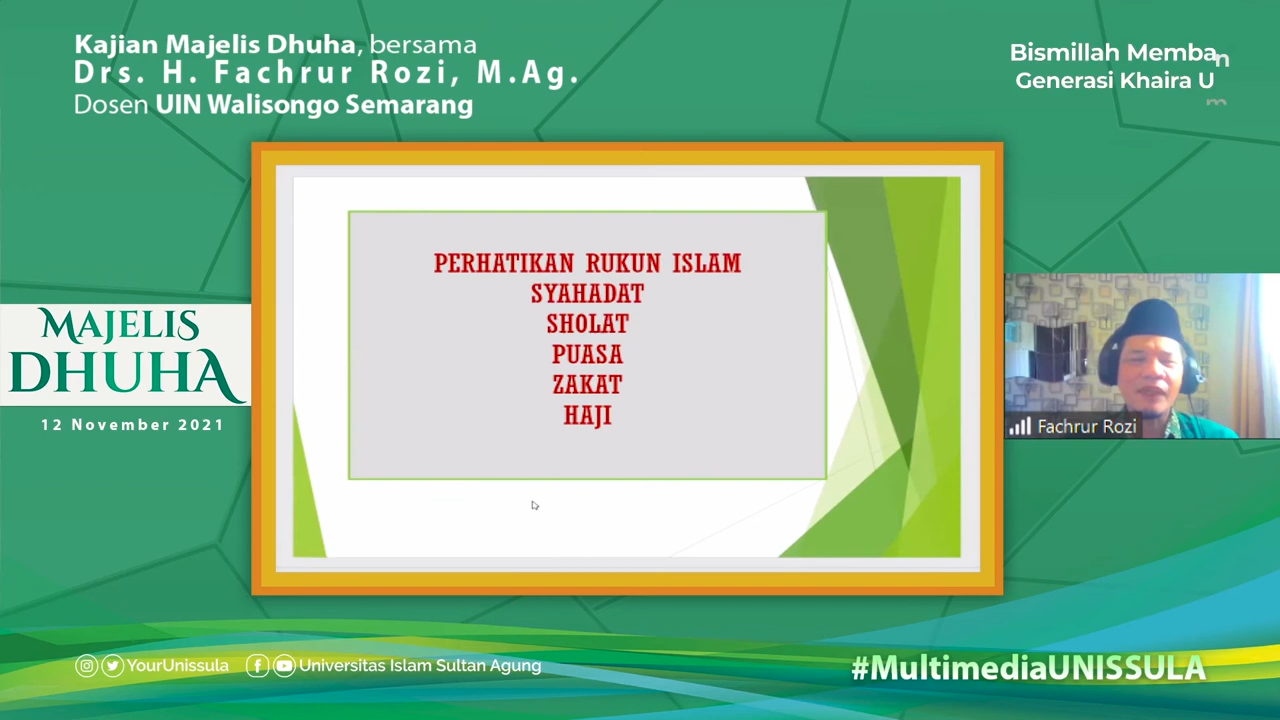 Kajian Majelis Dhuha, bersama
Drs. H. Fachrur Rozi, M.Ag.
Dosen UIN Walisongo Semarang
Bismillah Memba n
Generasi Khaira U
m
PERHATIKAN RUKUN ISLAM
SYAHADAT
SHOLAT
PUASA
ZAKAT
HAJI
MAJELIS
DHUHA
12 November 2021
Fachrur Rozi
YourUnissula
Universitas Islam Sultan Agung
#MultimediaUNISSULA